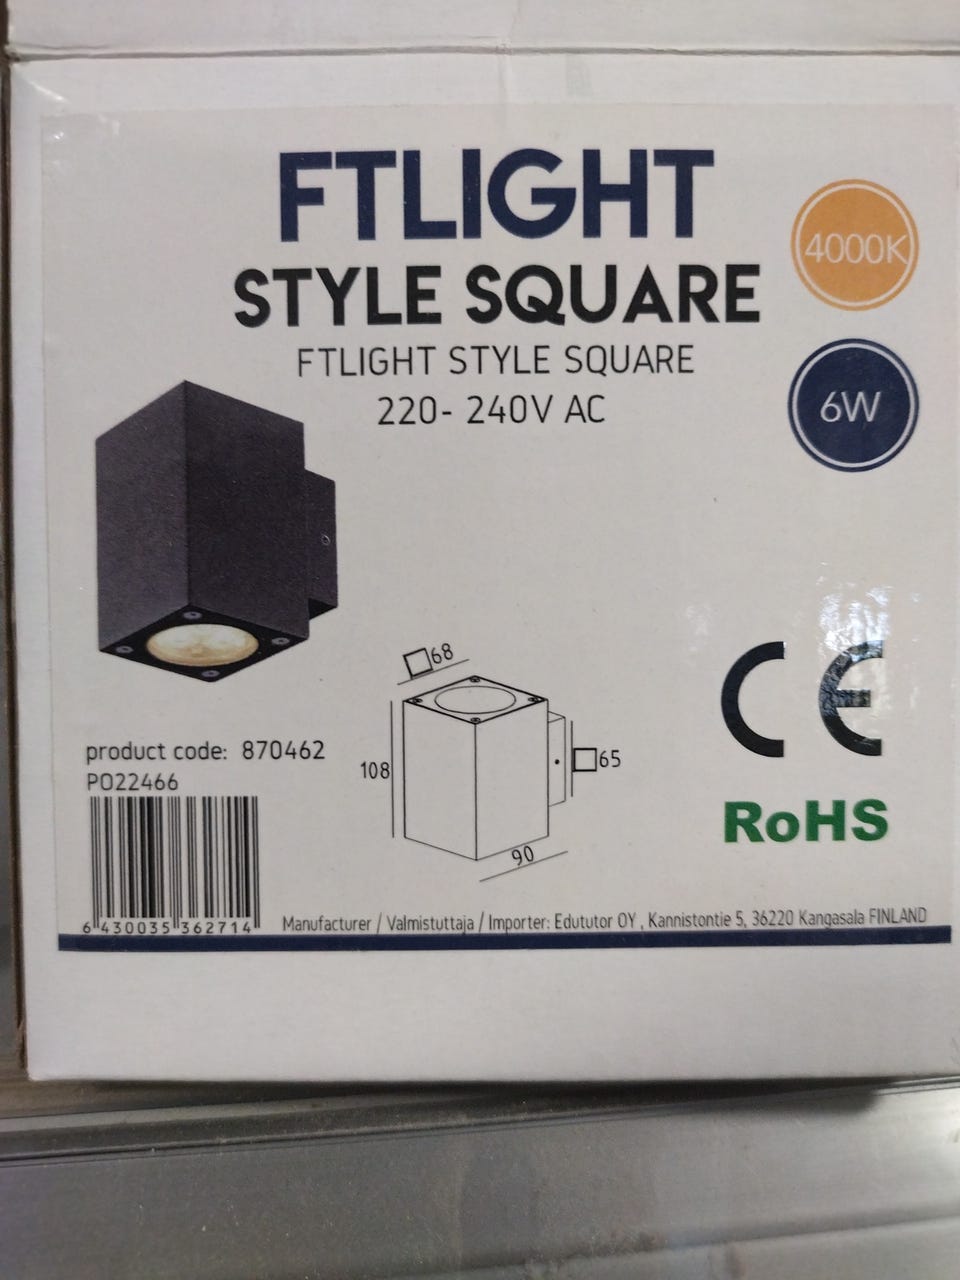 FTLIGHT
STYLE SQUARE
FTLIGHT STYLE SQUARE
220- 240V AC
4000K
6W
68
108
65
90
CE
RoHS
product code: 870462
PO22466
6 430035 362714
Manufacturer / Valmistuttaja / Importer: Edututor OY , Kannistontie 5, 36220 Kangasala FINLAND